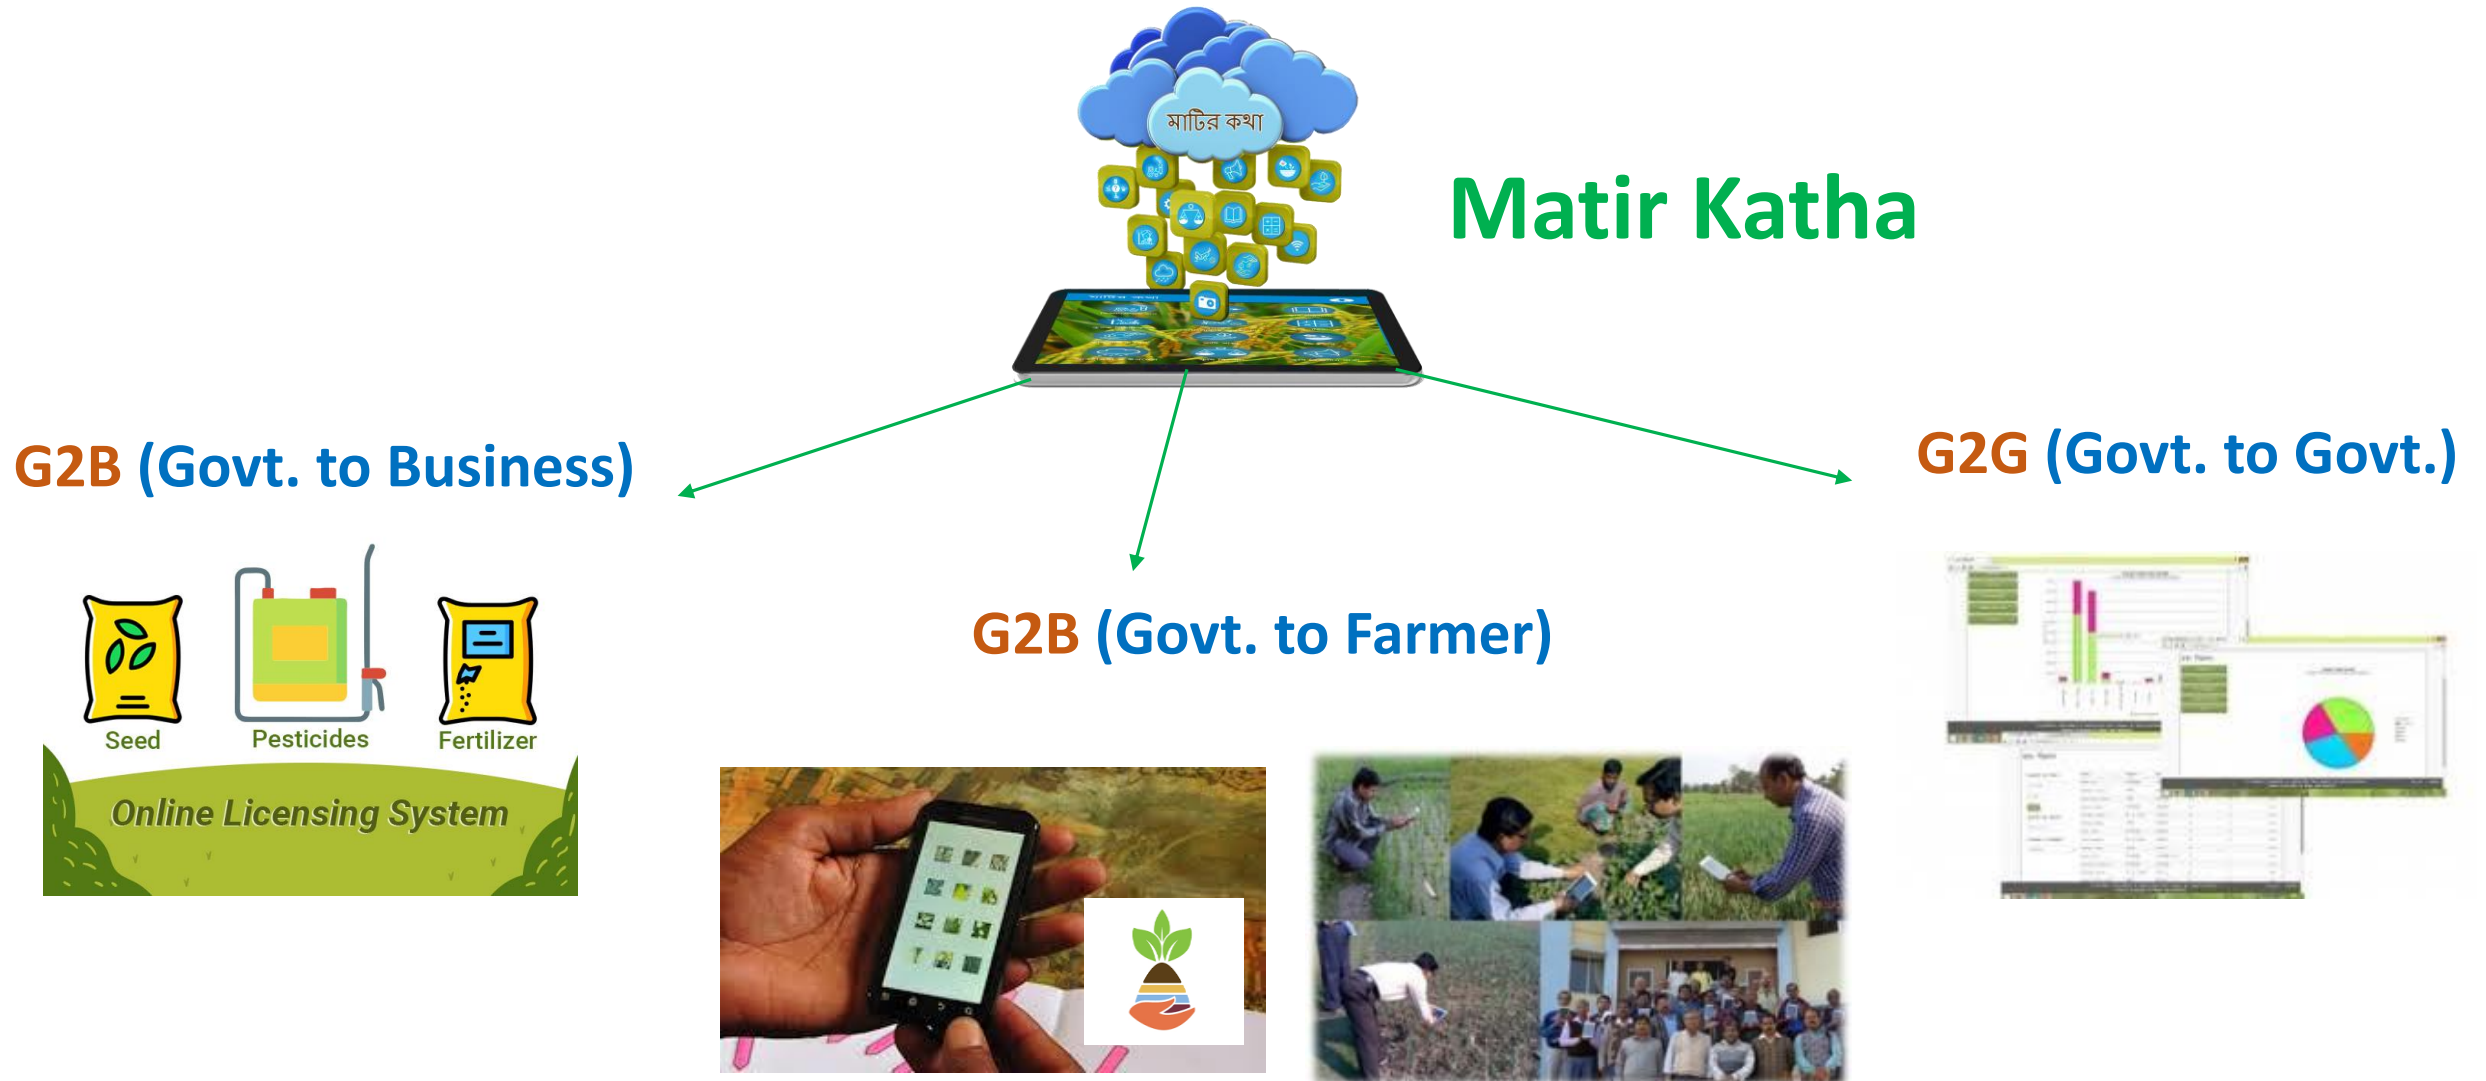 মাটির কথা
Matir Katha
G2B (Govt. to Business)
G2G (Govt. to Govt.)
G2B (Govt. to Farmer)
Seed
Pesticides
Fertilizer
Online Licensing System